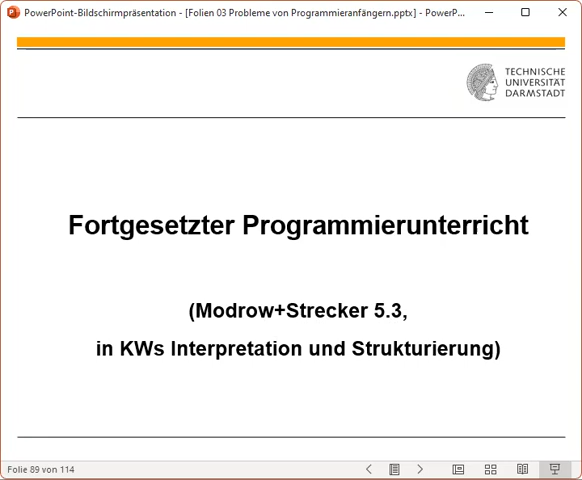 PowerPoint-Bildschirmpräsentation - [Folien 03 Probleme von Programmieranfängern.pptx] - PowerP...
TECHNISCHE
UNIVERSITÄT
DARMSTADT
Fortgesetzter Programmierunterricht
(Modrow+Strecker 5.3,
in KWs Interpretation und Strukturierung)
Folie 89 von 114